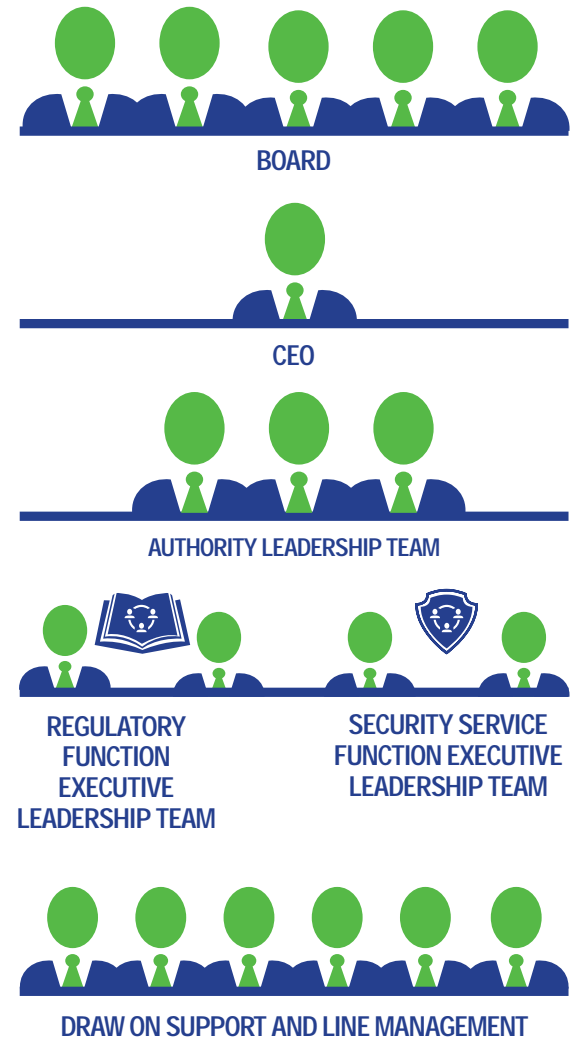 BOARD
CEO
AUTHORITY LEADERSHIP TEAM
REGULATORY
FUNCTION
EXECUTIVE
LEADERSHIP TEAM
SECURITY SERVICE
FUNCTION EXECUTIVE
LEADERSHIP TEAM
DRAW ON SUPPORT AND LINE MANAGEMENT